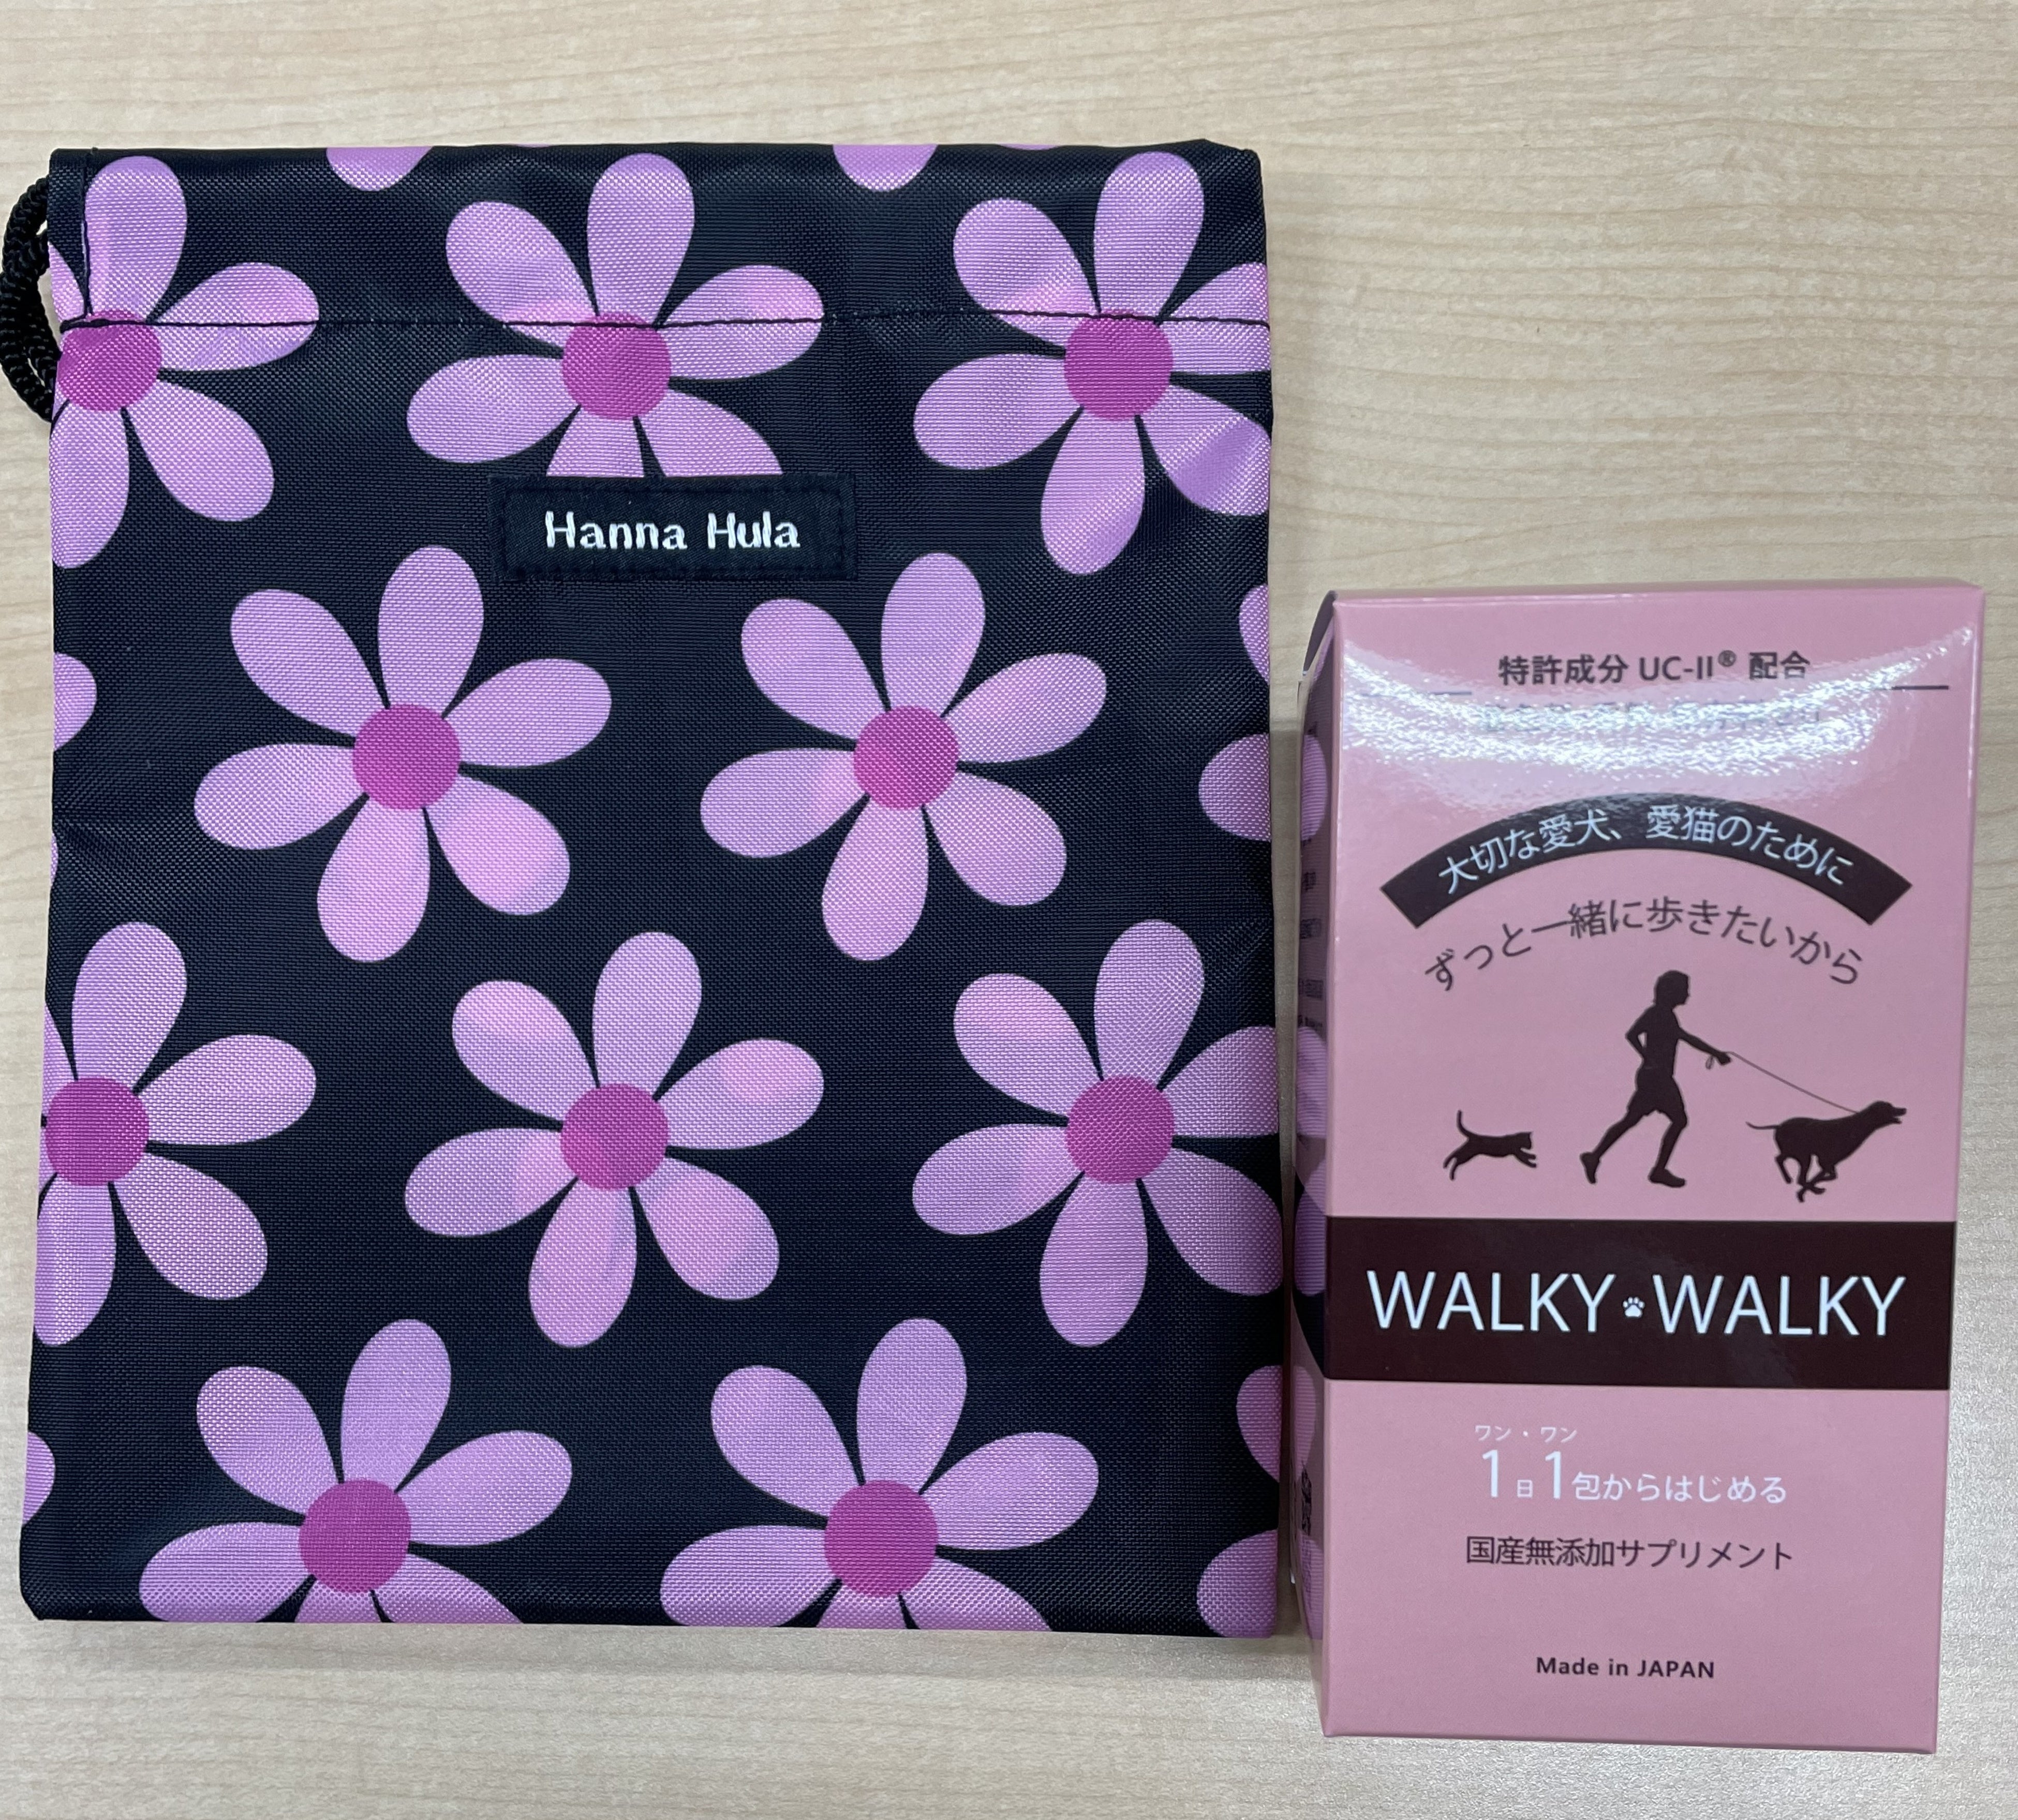 Hanna Hula
特許成分 UC-II® 配合
大切な愛犬、愛猫のために
ずっと一緒に歩きたいから
WALKY WALKY
ワン・ワン
1日1包からはじめる
国産無添加サプリメント
Made in JAPAN